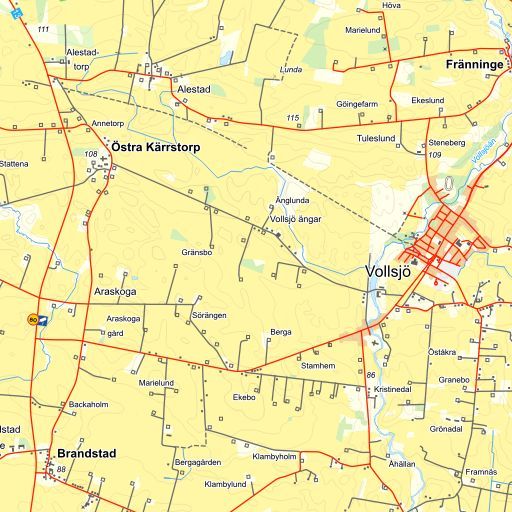 Höva
111
Marielund
Alestad-
torp
Fränninge
Lunda
Alestad
Göingefarm
Ekeslund
115
Annetorp
Tuleslund
Steneberg
109
Vollsjöån
Östra Kärrstorp
108
Stattena
Änglunda
Vollsjö ängar
Gränsbo
Vollsjö
Araskoga
80
Araskoga
gård
Sörängen
Berga
Östäkra
Stamhem
86
Granebo
Marielund
Ekebo
Kristinedal
Backaholm
Grönadal
Brandstad
88
Bergagården
Klambyholm
Åhällan
Klambylund
Framnäs